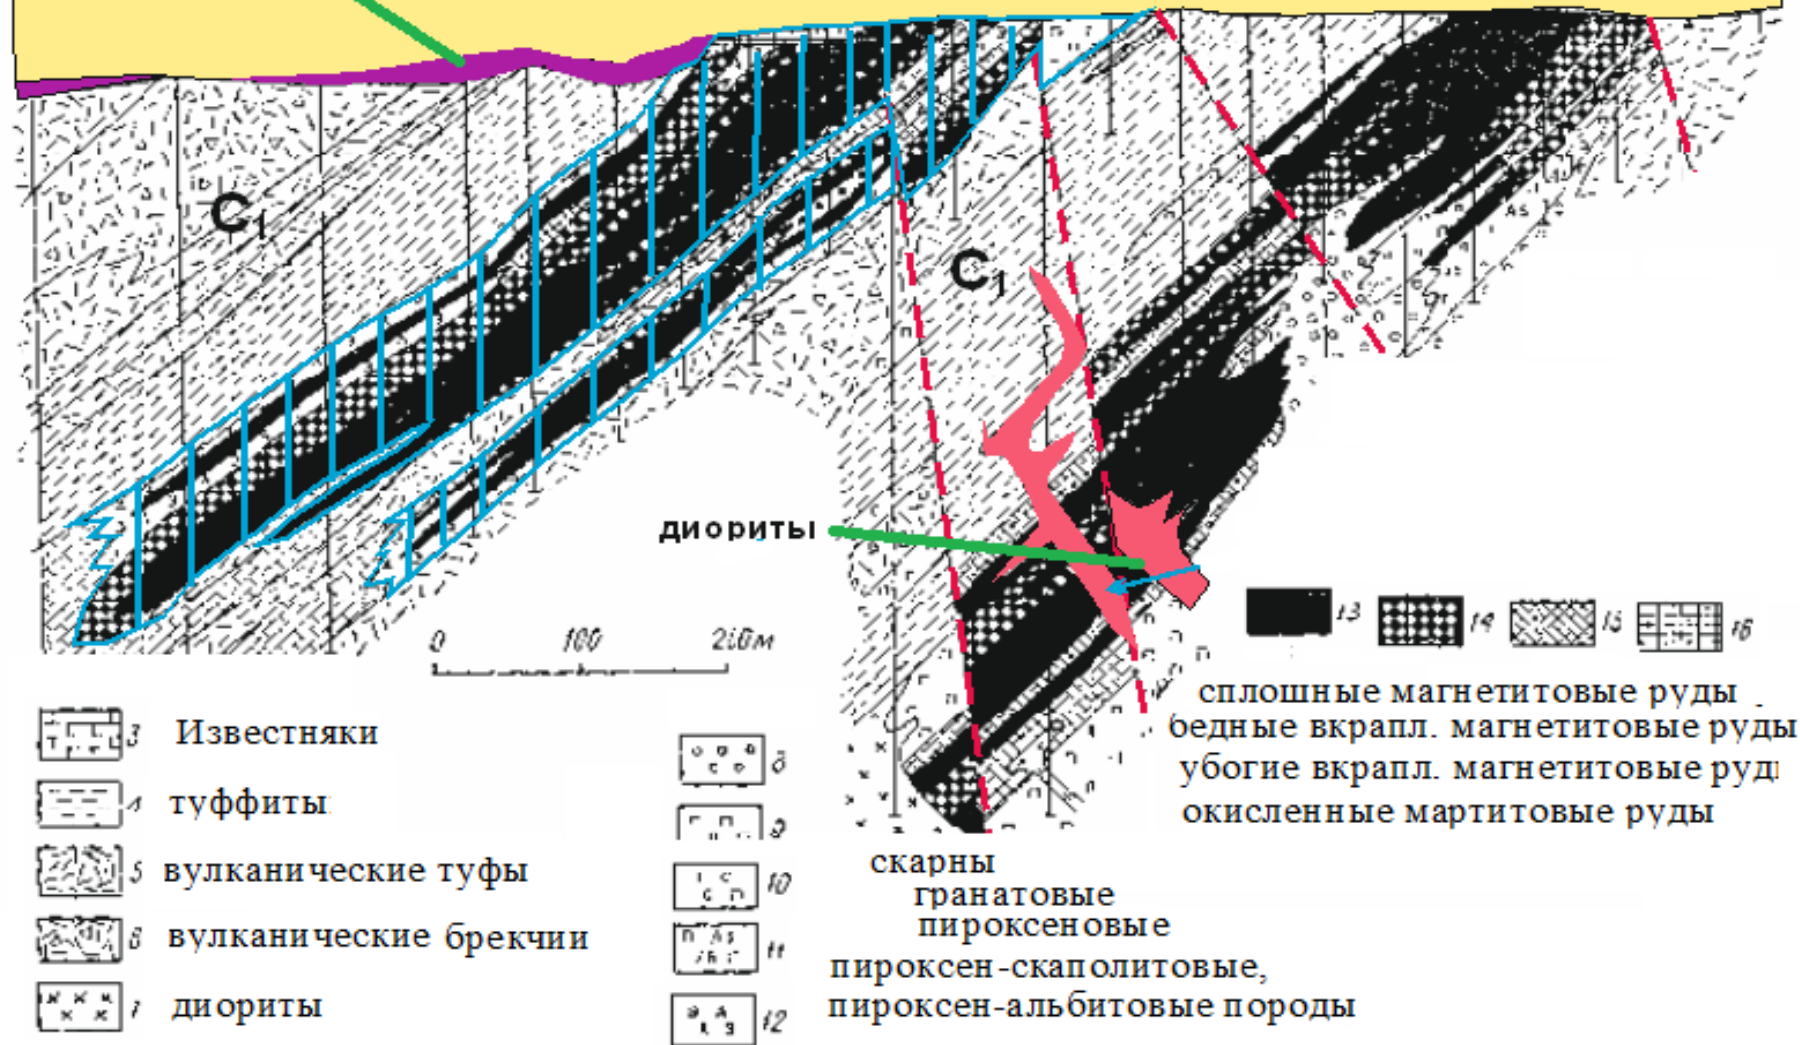 C₁
C₁
диориты
0 100 200м
13 14 15 16
сплошные магнетитовые руды
бедные вкрапл. магнетитовые руды
убогие вкрапл. магнетитовые руд
окисленные мартитовые руды
3 Известняки
4 туффиты
5 вулканические туфы
6 вулканические брекчии
7 диориты
8
9
10
11
12
скарны
гранатовые
пироксеновые
пироксен-скаполитовые,
пироксен-альбитовые породы